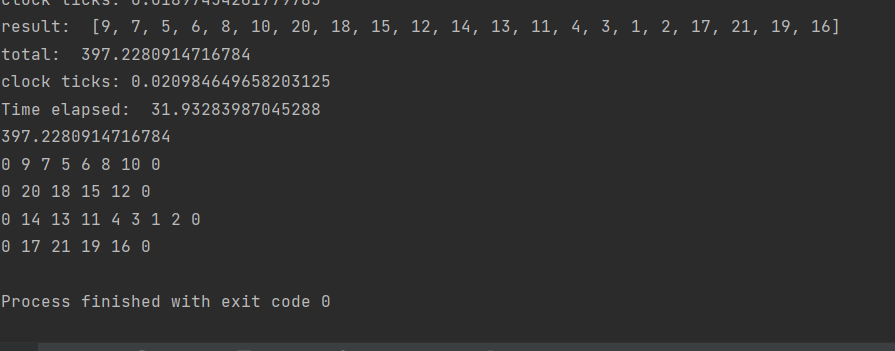 result:  [9, 7, 5, 6, 8, 10, 20, 18, 15, 12, 14, 13, 11, 4, 3, 1, 2, 17, 21, 19, 16]
total:  397.2280914716784
clock ticks: 0.020984649658203125
Time elapsed:  31.93283987045288
397.2280914716784
0 9 7 5 6 8 10 0
0 20 18 15 12 0
0 14 13 11 4 3 1 2 0
0 17 21 19 16 0
Process finished with exit code 0